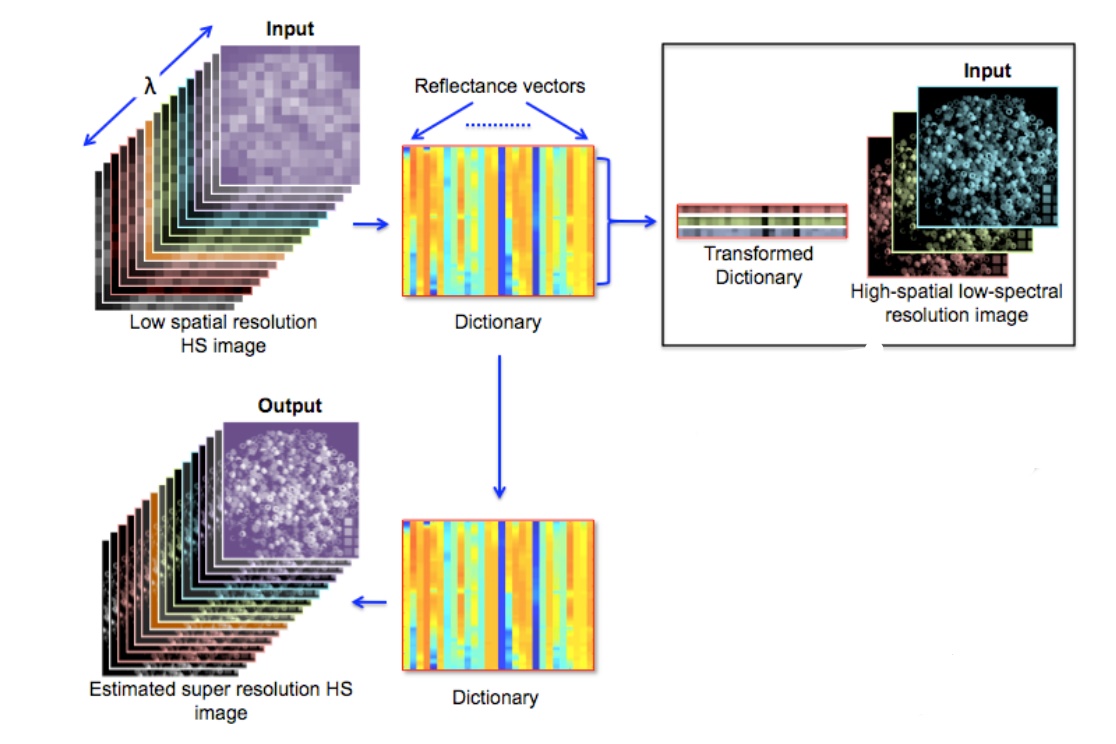 Input
λ
Low spatial resolution
HS image
Reflectance vectors
Dictionary
Input
Transformed
Dictionary
High-spatial low-spectral
resolution image
Output
Estimated super resolution HS
image
Dictionary